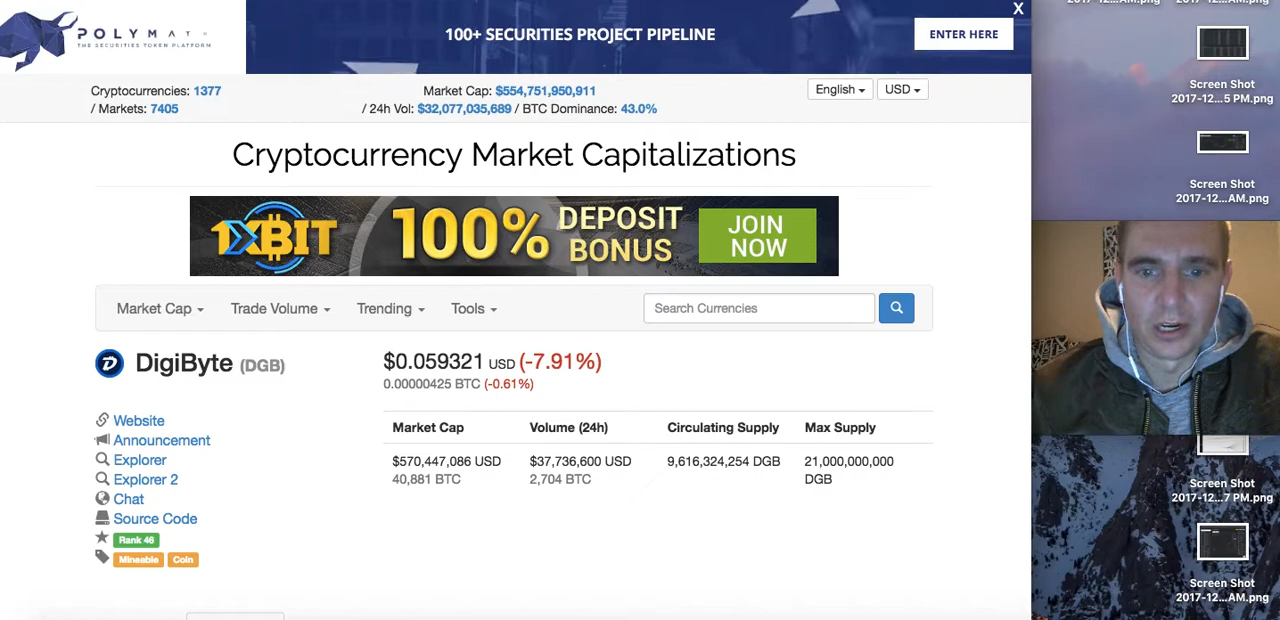 POLYMATH
THE SECURITIES TOKEN PLATFORM
100+ SECURITIES PROJECT PIPELINE
X
ENTER HERE
Cryptocurrencies: 1377
/ Markets: 7405
Market Cap: $554,751,950,911
/ 24h Vol: $32,077,035,689 / BTC Dominance: 43.0%
English
USD
Cryptocurrency Market Capitalizations
1XBIT
100%
DEPOSIT
BONUS
JOIN
NOW
Market Cap
Trade Volume
Trending
Tools
Search Currencies
DigiByte (DGB)
$0.059321 USD (-7.91%)
0.00000425 BTC (-0.61%)
Website
Announcement
Explorer
Explorer 2
Chat
Source Code
Rank 46
Mineable
Coin
Market Cap
Volume (24h)
Circulating Supply
Max Supply
$570,447,086 USD
40,881 BTC
$37,736,600 USD
2,704 BTC
9,616,324,254 DGB
21,000,000,000
DGB
Screen Shot
2017-12...5 PM.png
Screen Shot
2017-12...AM.png
Screen Shot
2017-12...7 PM.png
Screen Shot
2017-12...AM.png